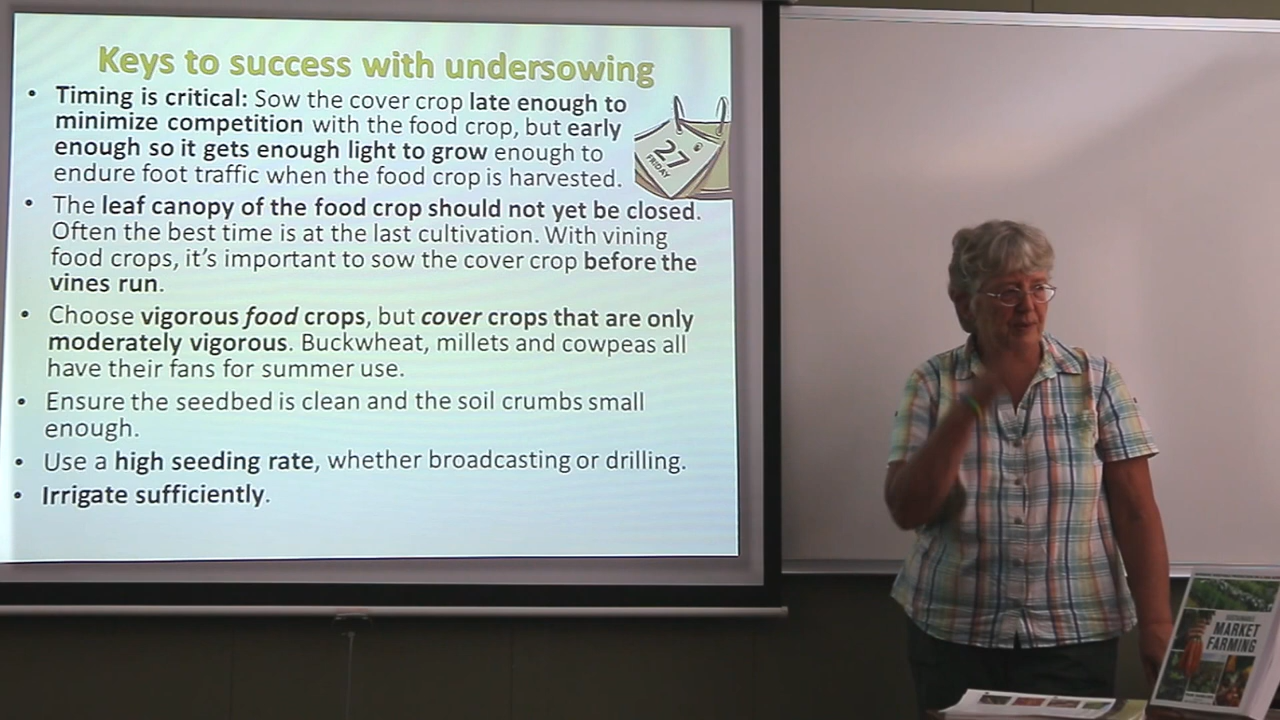 Keys to success with undersowing
• Timing is critical: Sow the cover crop late enough to
minimize competition with the food crop, but early
enough so it gets enough light to grow enough to
endure foot traffic when the food crop is harvested.
27
FRIDAY
• The leaf canopy of the food crop should not yet be closed.
Often the best time is at the last cultivation. With vining
food crops, it’s important to sow the cover crop before the
vines run.
• Choose vigorous food crops, but cover crops that are only
moderately vigorous. Buckwheat, millets and cowpeas all
have their fans for summer use.
• Ensure the seedbed is clean and the soil crumbs small
enough.
• Use a high seeding rate, whether broadcasting or drilling.
• Irrigate sufficiently.
MARKET
FARMING